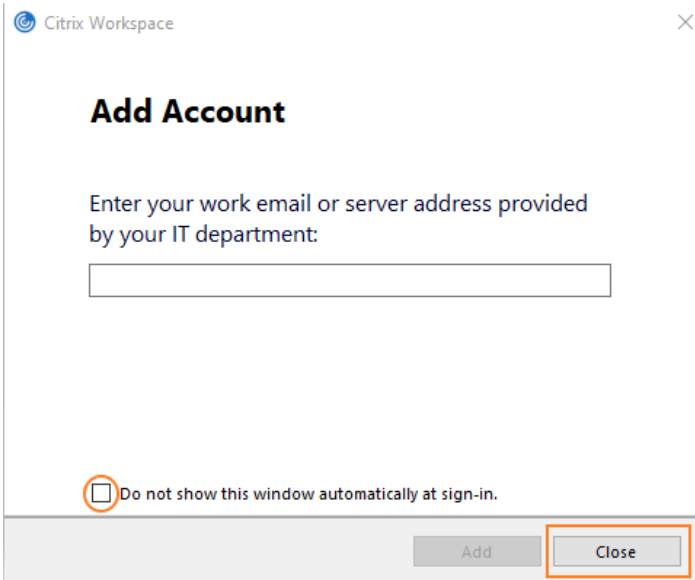 Citrix Workspace
Add Account
Enter your work email or server address provided
by your IT department:
Do not show this window automatically at sign-in.
Add
Close